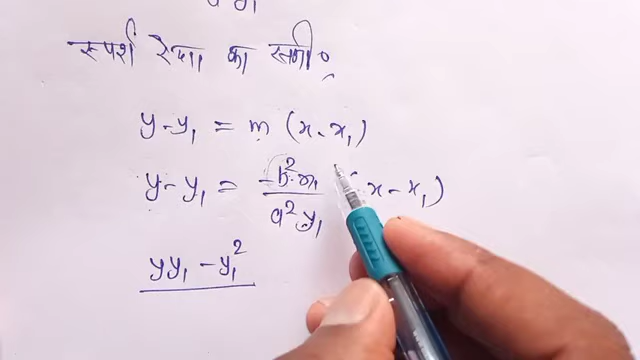 स्पर्श रेखा का समी०
y - y₁ = m (x - x₁)
y - y₁ = -b²x₁/a²y₁ (x - x₁)
yy₁ - y₁²